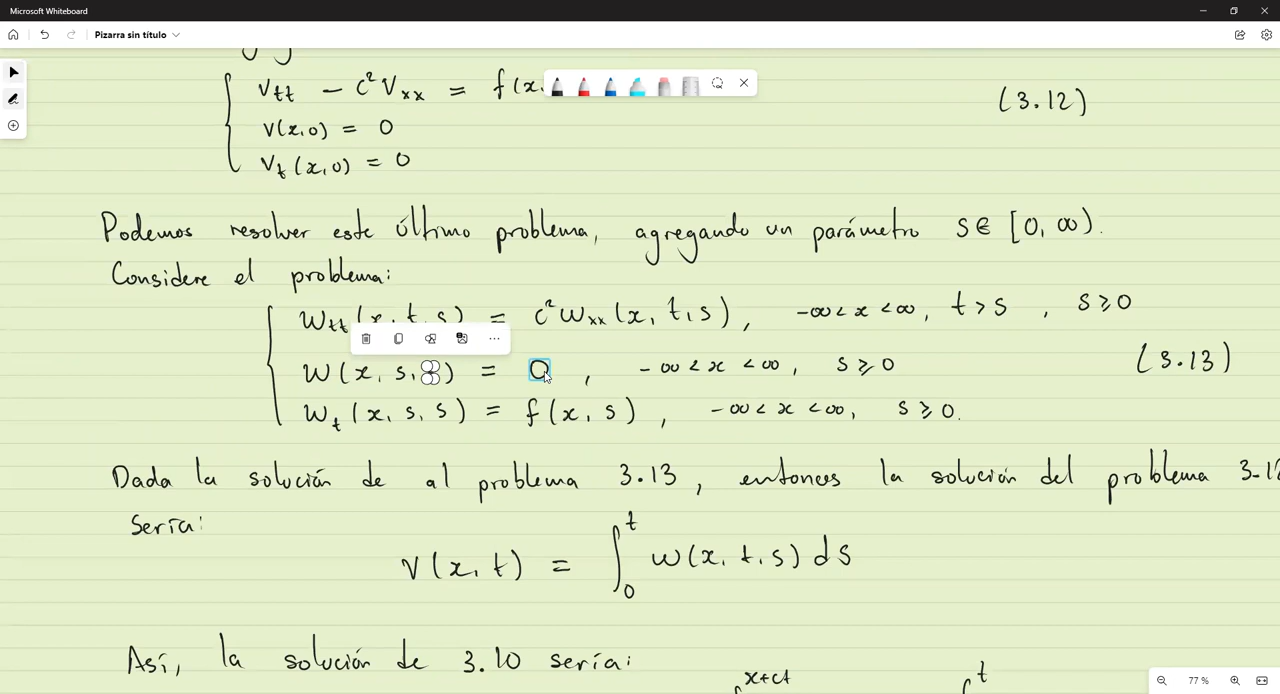 Microsoft Whiteboard
Pizarra sin título
V_tt - c² V_xx = f(x,
(3.12)
V(x,0) = 0
V_t(x,0) = 0
Podemos resolver este último problema, agregando un parámetro s ∈ [0, ∞).
Considere el problema:
W_tt(x, t, s) = c² W_xx(x, t, s), -∞ < x < ∞, t > s, s ≥ 0
W(x, s, ) = 0, -∞ < x < ∞, s ≥ 0
(3.13)
W_t(x, s, s) = f(x, s), -∞ < x < ∞, s ≥ 0.
Dada la solución de al problema 3.13, entonces la solución del problema 3.12
sería:
V(x, t) = ∫₀ᵗ w(x, t, s) ds
Así, la solución de 3.10 sería:
x+ct
t
77 %